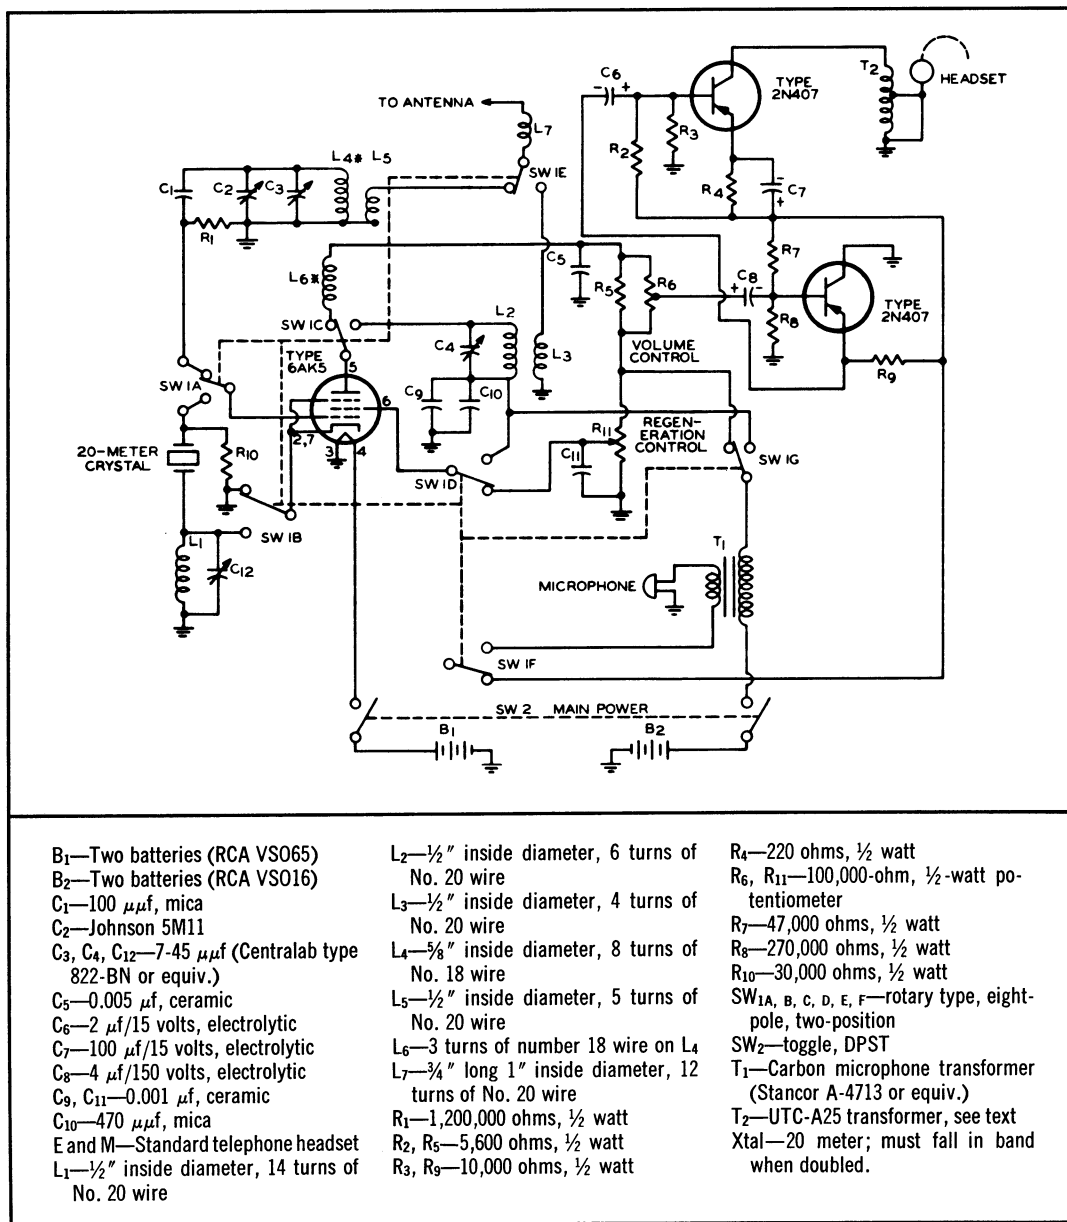 C6
- +
TYPE
2N407
T2
HEADSET
TO ANTENNA
L7
R3
R2
L4* L5
SW 1E
C1
C2
C3
R4
-
+
C7
R1
C5
R7
L6*
R5
R6
C8
+ -
TYPE
2N407
L2
SW 1C
C4
L3
R8
VOLUME
CONTROL
TYPE
6AK5
5
R9
SW 1A
C9
C10
6
2,7
3
4
REGEN-
ERATION
CONTROL
R11
20-METER
CRYSTAL
R10
C11
SW 1G
SW 1D
SW 1B
L1
C12
T1
MICROPHONE
SW 1F
SW 2 MAIN POWER
B1
B2
B1—Two batteries (RCA VS065)
B2—Two batteries (RCA VS016)
C1—100 μμf, mica
C2—Johnson 5M11
C3, C4, C12—7-45 μμf (Centralab type
822-BN or equiv.)
C5—0.005 μf, ceramic
C6—2 μf/15 volts, electrolytic
C7—100 μf/15 volts, electrolytic
C8—4 μf/150 volts, electrolytic
C9, C11—0.001 μf, ceramic
C10—470 μμf, mica
E and M—Standard telephone headset
L1—½″ inside diameter, 14 turns of
No. 20 wire
L2—½″ inside diameter, 6 turns of
No. 20 wire
L3—½″ inside diameter, 4 turns of
No. 20 wire
L4—⅝″ inside diameter, 8 turns of
No. 18 wire
L5—½″ inside diameter, 5 turns of
No. 20 wire
L6—3 turns of number 18 wire on L4
L7—¾″ long 1″ inside diameter, 12
turns of No. 20 wire
R1—1,200,000 ohms, ½ watt
R2, R5—5,600 ohms, ½ watt
R3, R9—10,000 ohms, ½ watt
R4—220 ohms, ½ watt
R6, R11—100,000-ohm, ½-watt po-
tentiometer
R7—47,000 ohms, ½ watt
R8—270,000 ohms, ½ watt
R10—30,000 ohms, ½ watt
SW1A, B, C, D, E, F—rotary type, eight-
pole, two-position
SW2—toggle, DPST
T1—Carbon microphone transformer
(Stancor A-4713 or equiv.)
T2—UTC-A25 transformer, see text
Xtal—20 meter; must fall in band
when doubled.